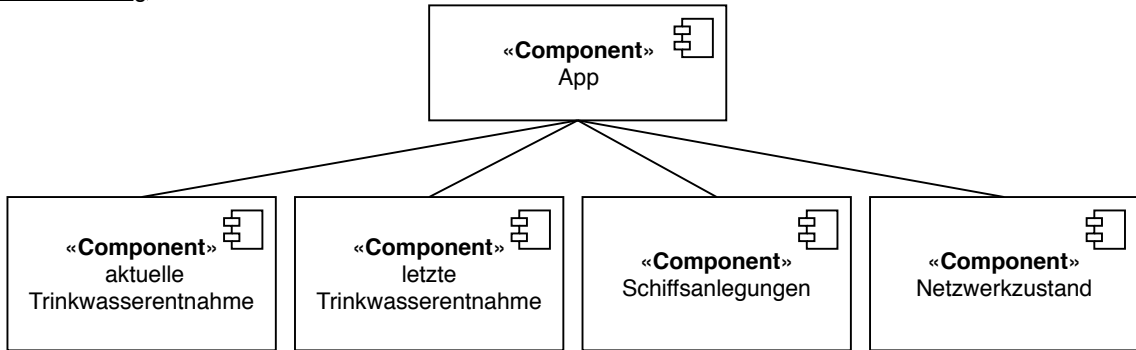 «Component»
App
«Component»
aktuelle
Trinkwasserentnahme
«Component»
letzte
Trinkwasserentnahme
«Component»
Schiffsanlegungen
«Component»
Netzwerkzustand